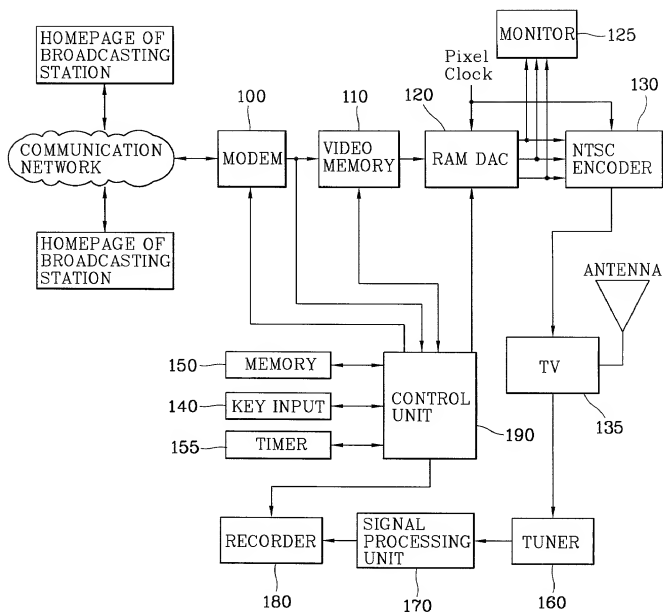 HOMEPAGE OF
BROADCASTING
STATION
MONITOR
125
Pixel
Clock
100
110
120
130
COMMUNICATION
NETWORK
MODEM
VIDEO
MEMORY
RAM DAC
NTSC
ENCODER
HOMEPAGE OF
BROADCASTING
STATION
ANTENNA
150
MEMORY
140
KEY INPUT
155
TIMER
CONTROL
UNIT
190
TV
135
RECORDER
180
SIGNAL
PROCESSING
UNIT
170
TUNER
160